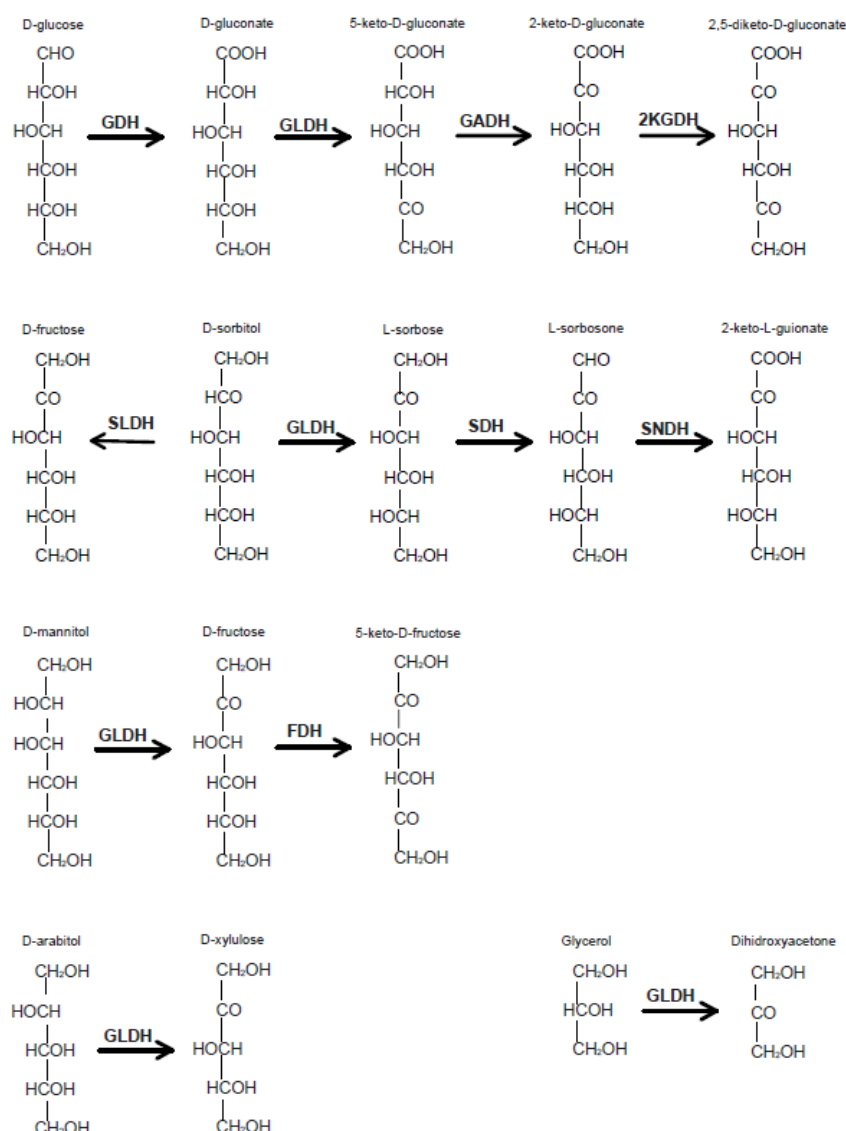 D-glucose D-gluconate 5-keto-D-gluconate 2-keto-D-gluconate 2,5-diketo-D-gluconate
CHO COOH COOH COOH COOH
HCOH HCOH HCOH CO CO
HOCH GDH HOCH GLDH HOCH GADH HOCH 2KGDH HOCH
HCOH HCOH HCOH HCOH HCOH
HCOH HCOH CO HCOH CO
CH₂OH CH₂OH CH₂OH CH₂OH CH₂OH
D-fructose D-sorbitol L-sorbose L-sorbosone 2-keto-L-guionate
CH₂OH CH₂OH CH₂OH CHO COOH
CO HCO CO CO CO
HOCH SLDH HOCH GLDH HOCH SDH HOCH SNDH HOCH
HCOH HCOH HCOH HCOH HCOH
HCOH HCOH HOCH HOCH HOCH
CH₂OH CH₂OH CH₂OH CH₂OH CH₂OH
D-mannitol D-fructose 5-keto-D-fructose
CH₂OH CH₂OH CH₂OH
HOCH CO CO
HOCH GLDH HOCH FDH HOCH
HCOH HCOH HCOH
HCOH HCOH CO
CH₂OH CH₂OH CH₂OH
D-arabitol D-xylulose Glycerol Dihidroxyacetone
CH₂OH CH₂OH CH₂OH CH₂OH
HOCH CO HCOH GLDH CO
HCOH GLDH HOCH CH₂OH CH₂OH
HCOH HCOH
CH₂OH CH₂OH